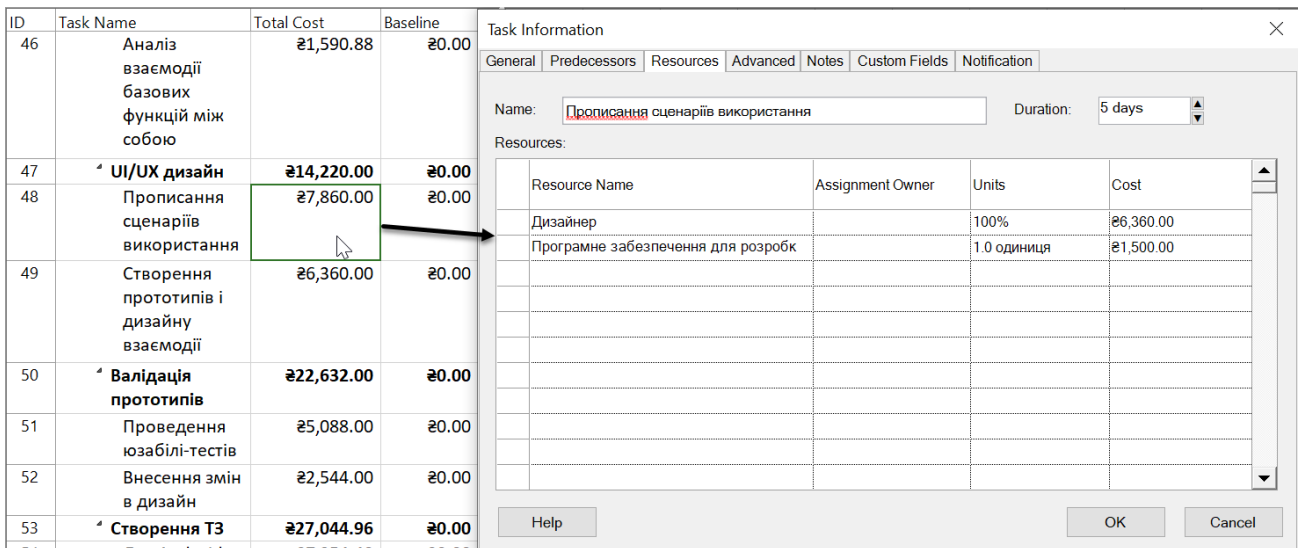 ID Task Name Total Cost Baseline
46 Аналіз ₴1,590.88 ₴0.00
взаємодії
базових
функцій між
собою
47 UI/UX дизайн ₴14,220.00 ₴0.00
48 Прописання ₴7,860.00 ₴0.00
сценаріїв
використання
49 Створення ₴6,360.00 ₴0.00
прототипів і
дизайну
взаємодії
50 Валідація ₴22,632.00 ₴0.00
прототипів
51 Проведення ₴5,088.00 ₴0.00
юзабілі-тестів
52 Внесення змін ₴2,544.00 ₴0.00
в дизайн
53 Створення ТЗ ₴27,044.96 ₴0.00
Task Information
General Predecessors Resources Advanced Notes Custom Fields Notification
Name: Прописання сценаріїв використання Duration: 5 days
Resources:
Resource Name Assignment Owner Units Cost
Дизайнер 100% ₴6,360.00
Програмне забезпечення для розробк 1.0 одиниця ₴1,500.00
Help OK Cancel